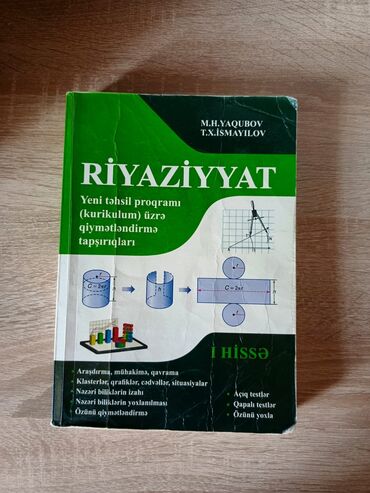 M.H.YAQUBOV
T.X.İSMAYILOV
RİYAZİYYAT
Yeni təhsil proqramı
(kurikulum) üzrə
qiymətləndirmə
tapşırıqları
r
C=2πr
h
r
C=2πr
r
I HİSSƏ
• Araşdırma, mühakimə, qavrama
• Klasterlər, qrafiklər, cədvəllər, situasiyalar
• Nəzəri biliklərin izahı
• Nəzəri biliklərin yoxlanılması
• Özünü qiymətləndirmə
• Açıq testlər
• Qapalı testlər
• Özünü yoxla